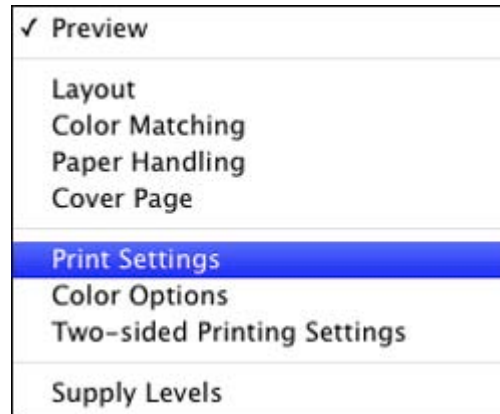 ✓ Preview
Layout
Color Matching
Paper Handling
Cover Page
Print Settings
Color Options
Two-sided Printing Settings
Supply Levels